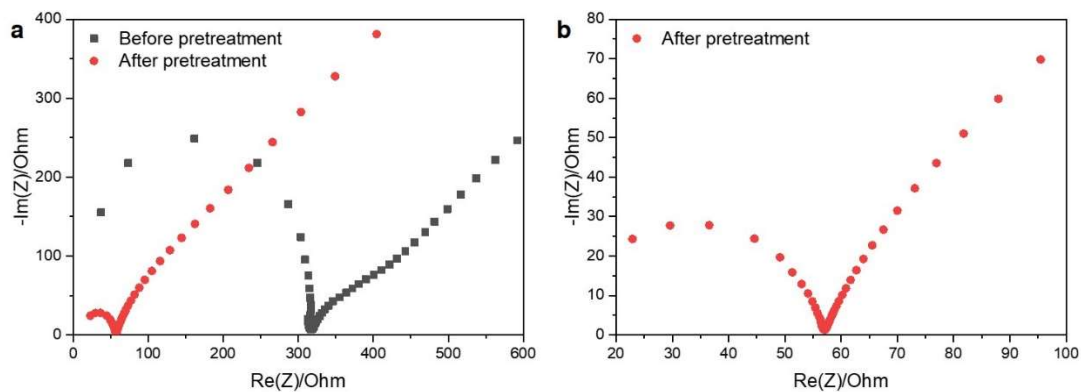 a
Before pretreatment
After pretreatment
400
300
200
100
0
-Im(Z)/Ohm
0 100 200 300 400 500 600
Re(Z)/Ohm
b
After pretreatment
80
70
60
50
40
30
20
10
0
-Im(Z)/Ohm
20 30 40 50 60 70 80 90 100
Re(Z)/Ohm